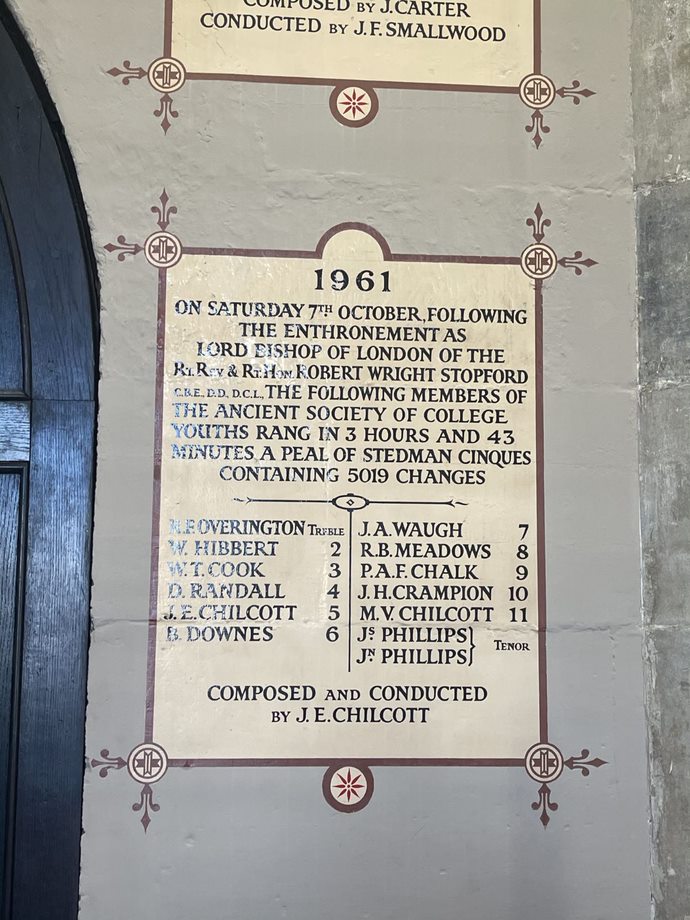 COMPOSED BY J. CARTER
CONDUCTED BY J. F. SMALLWOOD
1961
ON SATURDAY 7TH OCTOBER, FOLLOWING
THE ENTHRONEMENT AS
LORD BISHOP OF LONDON OF THE
RT. REV & RT. HON. ROBERT WRIGHT STOPFORD
C.B.E., D.D., D.C.L., THE FOLLOWING MEMBERS OF
THE ANCIENT SOCIETY OF COLLEGE
YOUTHS RANG IN 3 HOURS AND 43
MINUTES A PEAL OF STEDMAN CINQUES
CONTAINING 5019 CHANGES
OVERINGTON TREBLE
W. HIBBERT 2
W. T. COOK 3
D. RANDALL 4
J. E. CHILCOTT 5
B. DOWNES 6
J. A. WAUGH 7
R. B. MEADOWS 8
P. A. F. CHALK 9
J. H. CRAMPION 10
M. V. CHILCOTT 11
JS PHILLIPS
JN PHILLIPS
TENOR
COMPOSED AND CONDUCTED
BY J. E. CHILCOTT